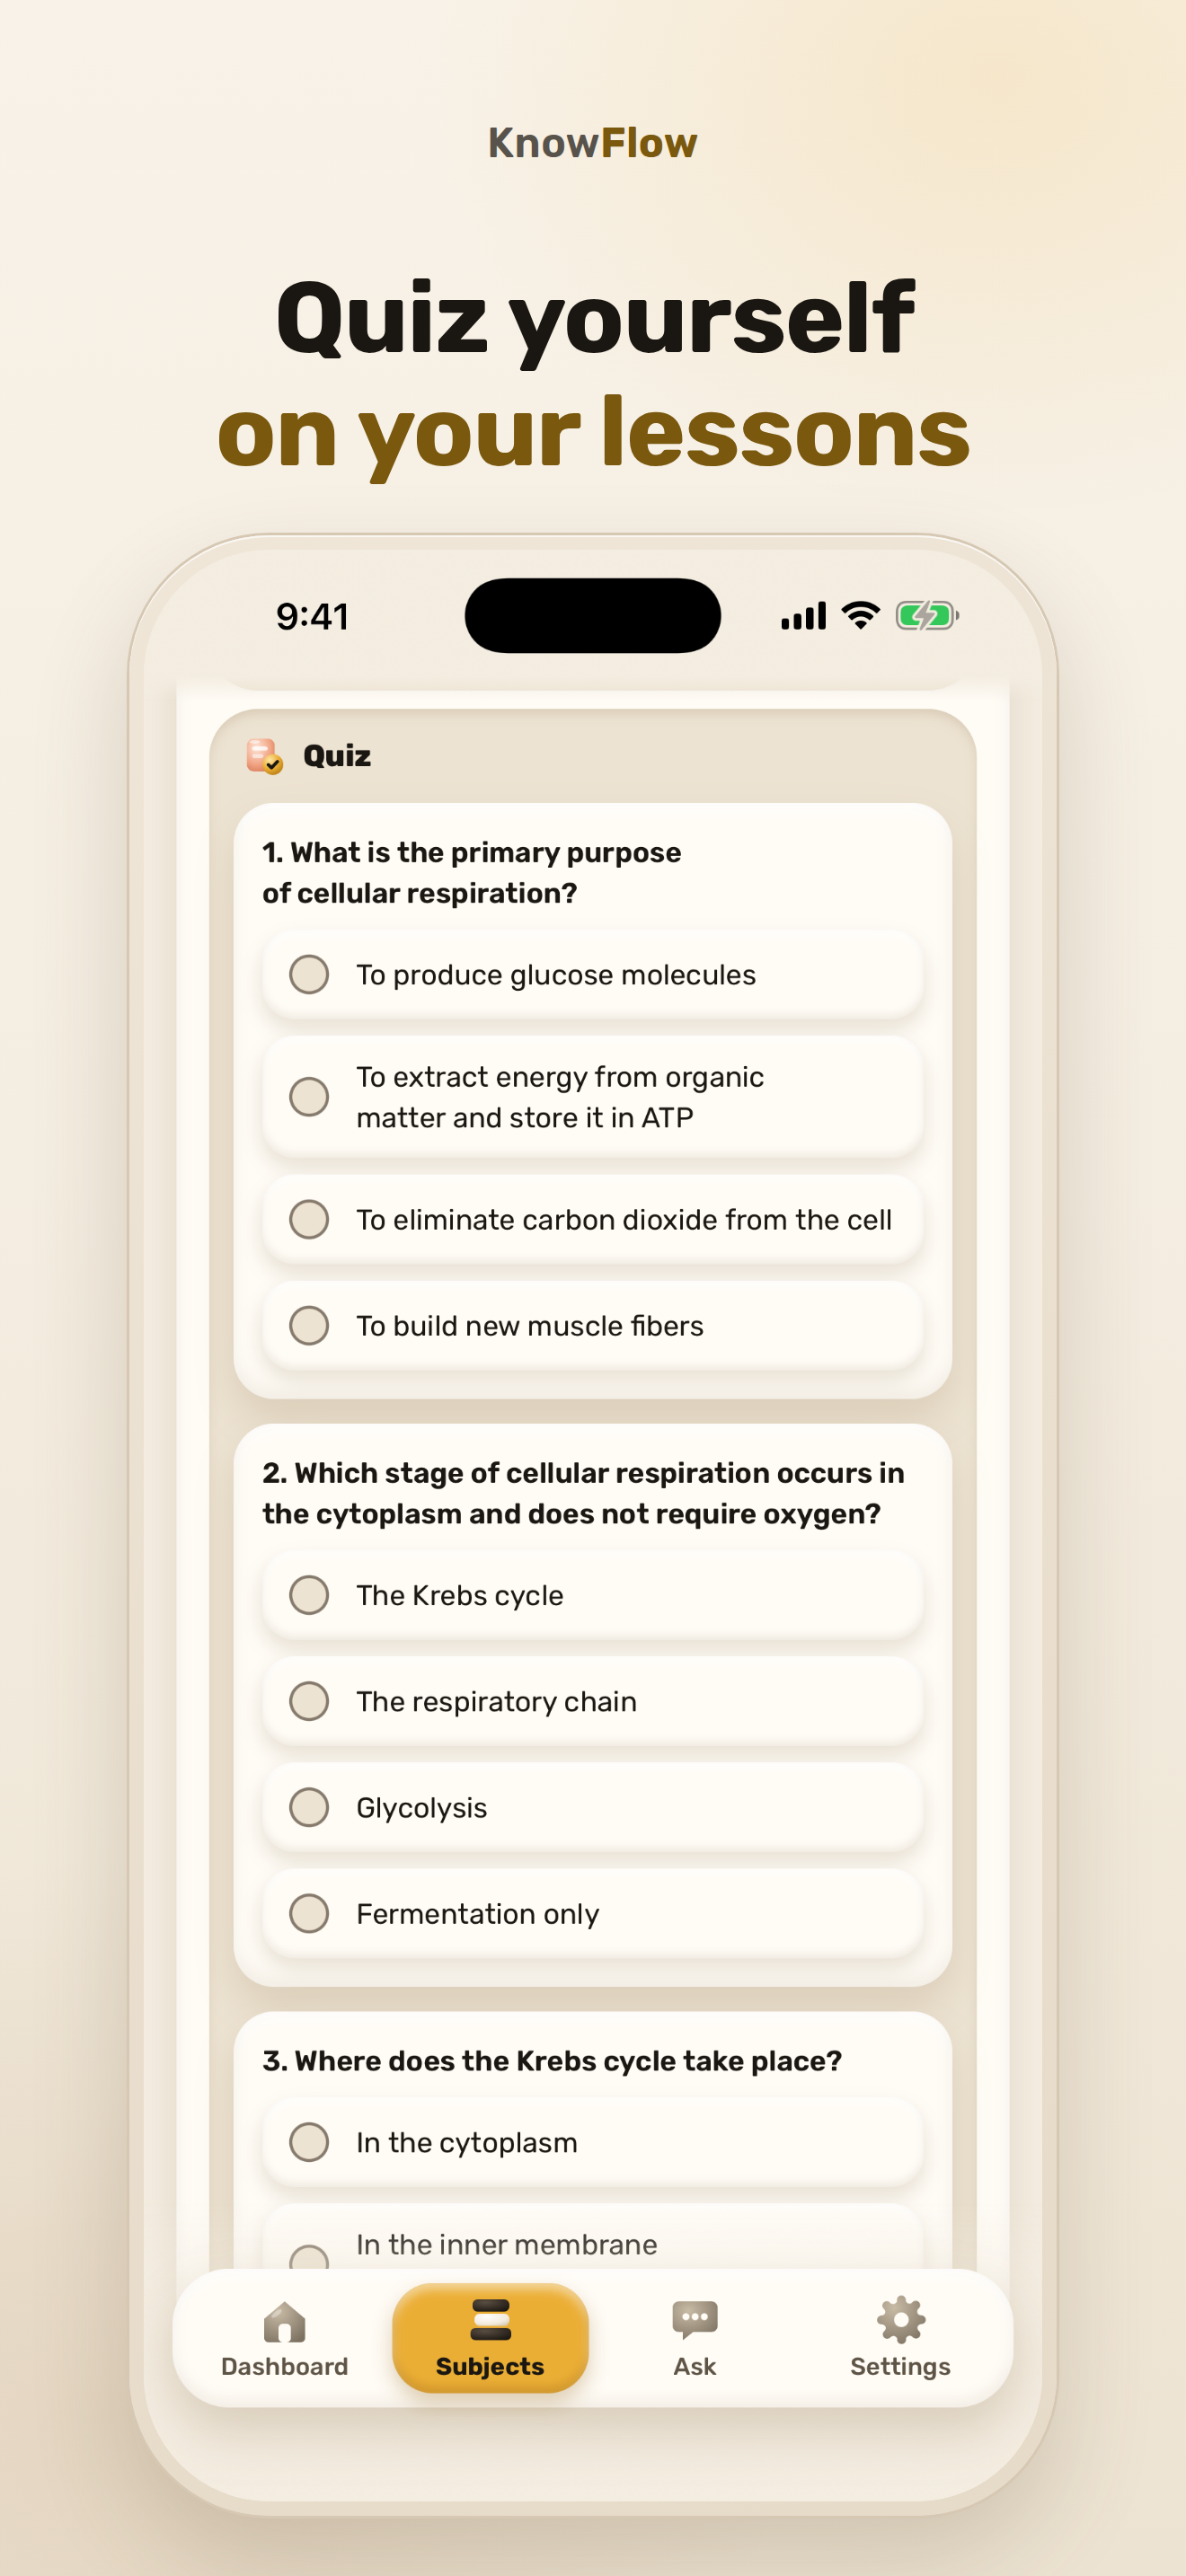 KnowFlow
Quiz yourself
on your lessons
9:41
Quiz
1. What is the primary purpose
of cellular respiration?
To produce glucose molecules
To extract energy from organic
matter and store it in ATP
To eliminate carbon dioxide from the cell
To build new muscle fibers
2. Which stage of cellular respiration occurs in
the cytoplasm and does not require oxygen?
The Krebs cycle
The respiratory chain
Glycolysis
Fermentation only
3. Where does the Krebs cycle take place?
In the cytoplasm
In the inner membrane
Dashboard
Subjects
Ask
Settings